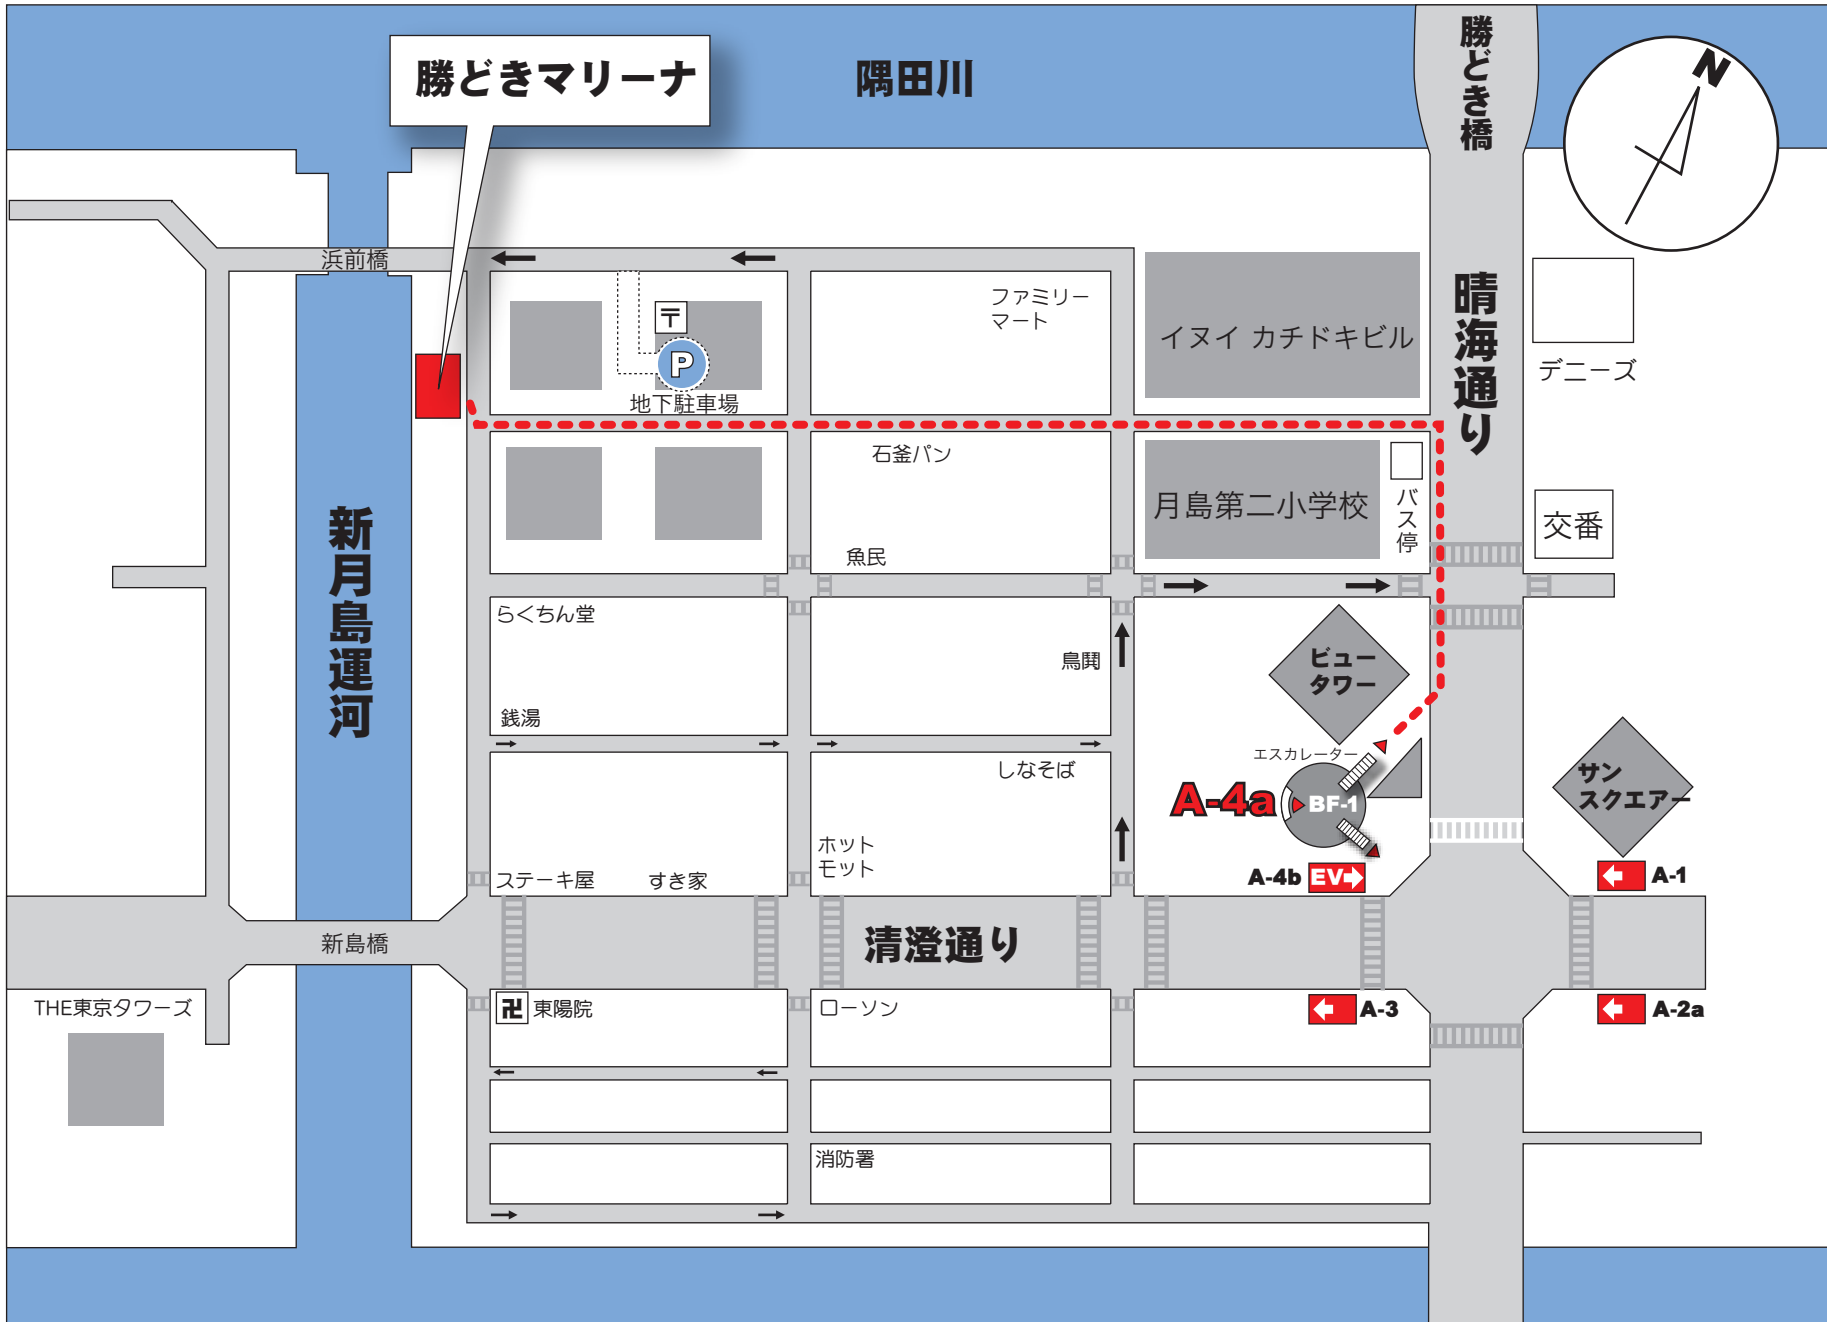 勝どきマリーナ
隅田川
勝どき橋
N
浜前橋
ファミリー
マート
イヌイ カチドキビル
晴海通り
デニーズ
〒
P
地下駐車場
石釜パン
月島第二小学校
バス停
交番
新月島運河
魚民
らくちん堂
鳥鬨
ビュー
タワー
銭湯
エスカレーター
しなそば
サン
スクエアー
A-4a
BF-1
ホット
モット
ステーキ屋
すき家
A-4b
EV
A-1
新島橋
清澄通り
THE東京タワーズ
卍
東陽院
ローソン
A-3
A-2a
消防署